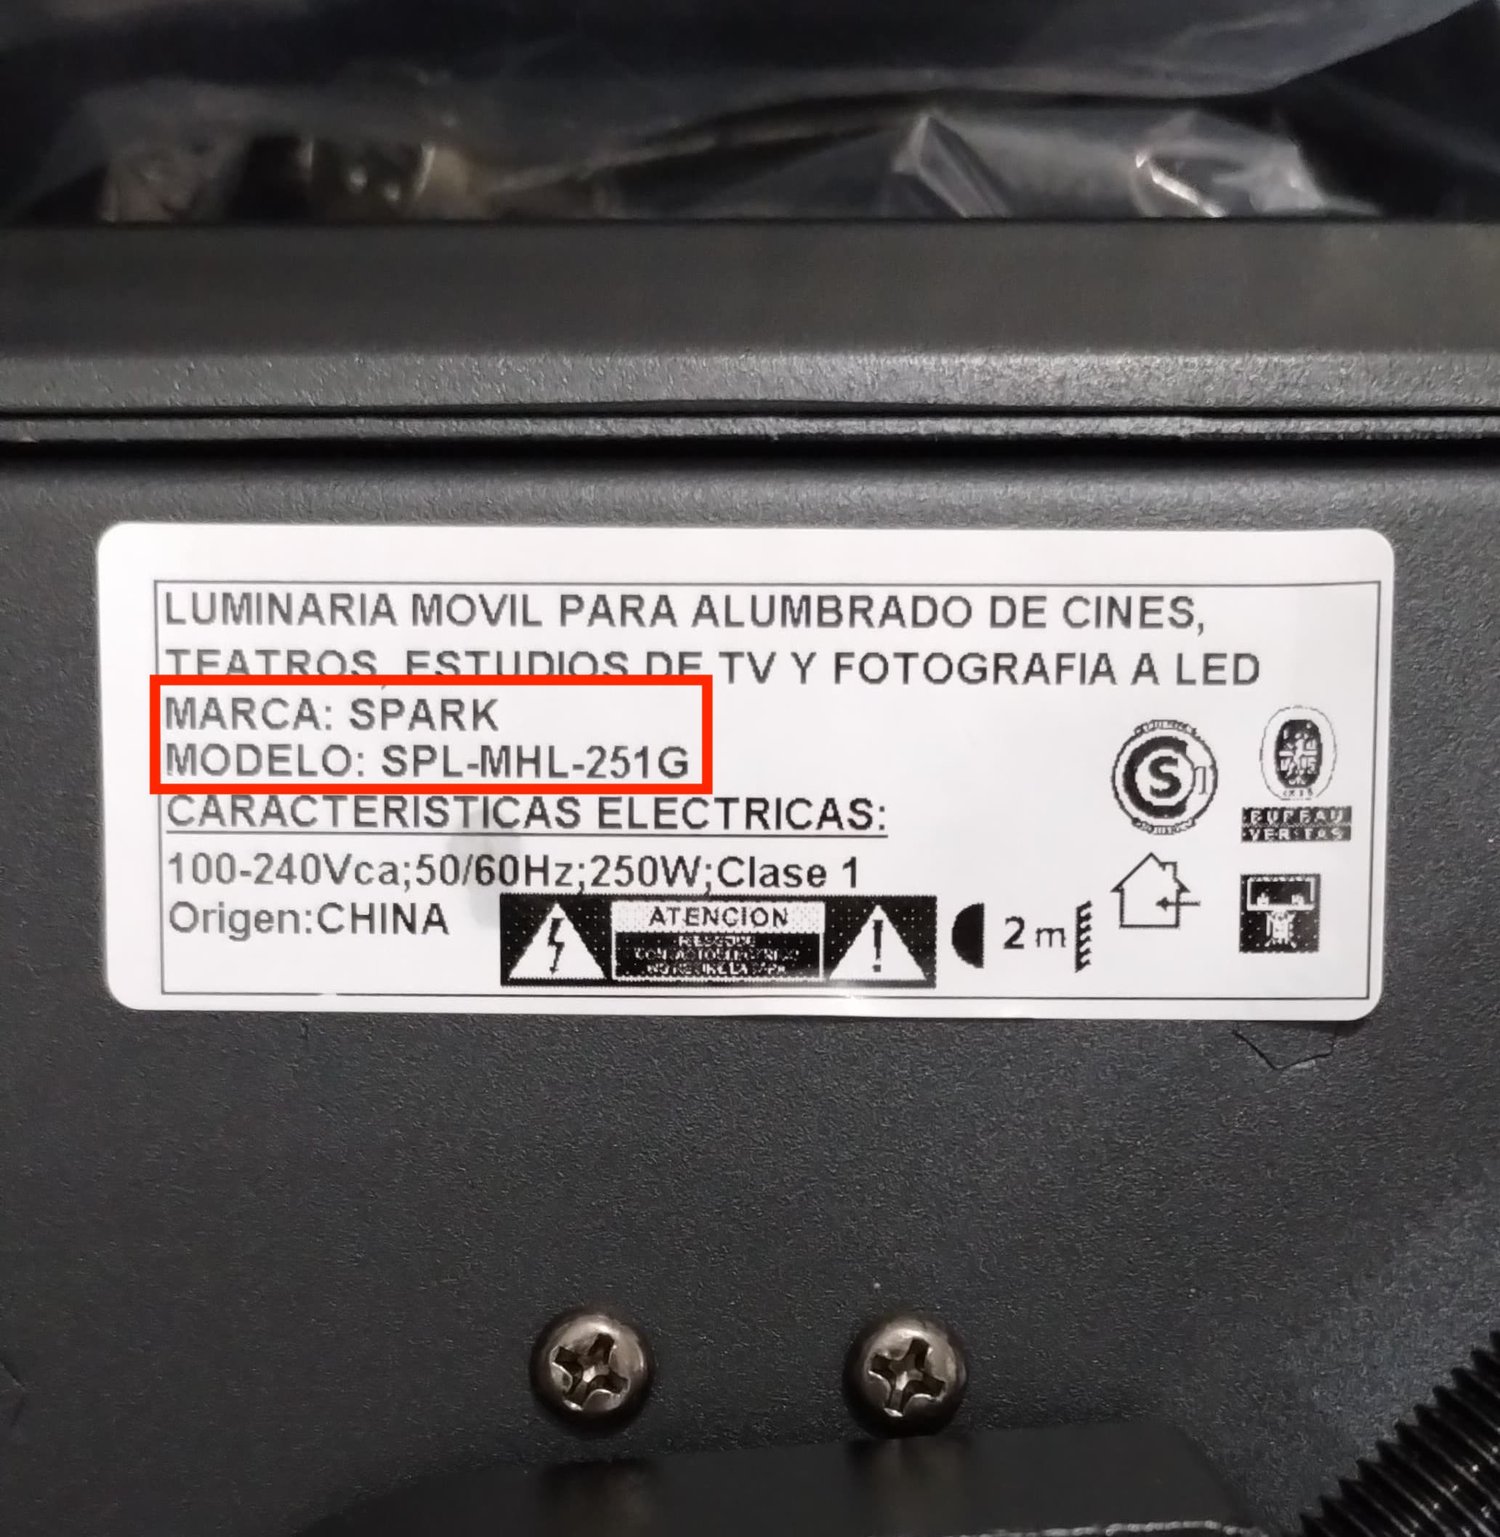 LUMINARIA MOVIL PARA ALUMBRADO DE CINES,
TEATROS, ESTUDIOS DE TV Y FOTOGRAFIA A LED
MARCA: SPARK
MODELO: SPL-MHL-251G
CARACTERISTICAS ELECTRICAS:
100-240Vca;50/60Hz;250W;Clase 1
Origen:CHINA
ATENCION
2 m
S
BUREAU
VERITAS